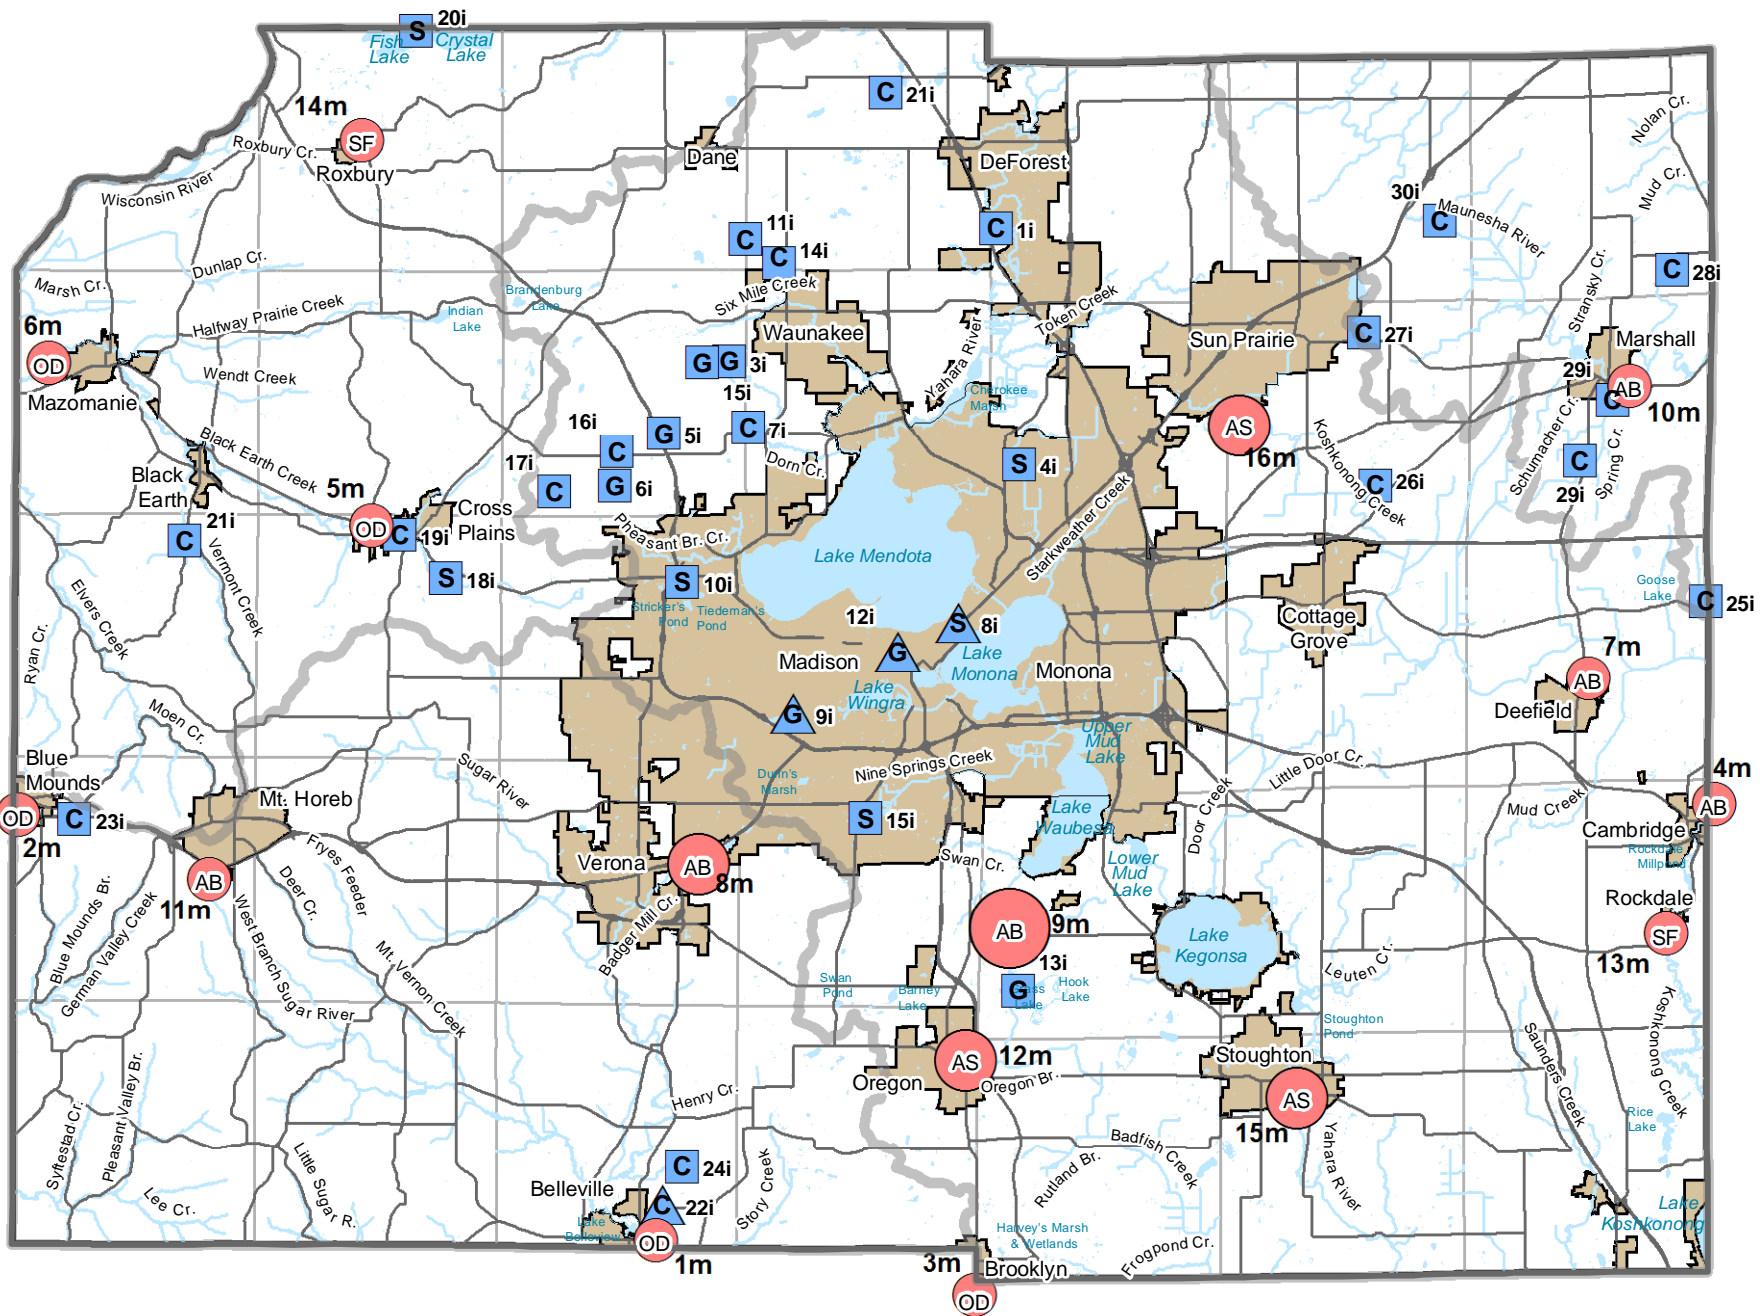 S 20i
Fish
Lake
Crystal
Lake
C 21i
14m
SF
Roxbury
Roxbury Cr.
Wisconsin River
Dane
DeForest
Nolan Cr.
Mud Cr.
30i
C
Maunesha River
11i
C
C 14i
C 1i
Dunlap Cr.
Marsh Cr.
Halfway Prairie Creek
Brandenburg
Lake
Indian
Lake
Six Mile Creek
Token Creek
Stransky Cr.
C 28i
6m
OD
Mazomanie
Wendt Creek
Waunakee
G G 3i
15i
Yahara River
Cherokee
Marsh
Sun Prairie
C 27i
Marshall
29i
AB
C
10m
16i
C
G 5i
C 7i
Dorn Cr.
S 4i
AS
16m
Koshkonong Creek
C 26i
Schumacher Cr.
Spring Cr.
C
29i
Black Earth Creek
Black
Earth
5m
OD
C 19i
Cross
Plains
17i
C
G 6i
21i
C
Vermont Creek
S 18i
Pheasant Br. Cr.
S 10i
Stricker's
Pond
Tiedeman's
Pond
Lake Mendota
Starkweather Creek
Goose
Lake
C 25i
Cottage
Grove
Elvers Creek
Ryan Cr.
12i
G
S 8i
Madison
Lake
Monona
Monona
Lake
Wingra
G 9i
7m
AB
Deefield
Moen Cr.
Blue
Mounds
OD
2m
C 23i
Mt. Horeb
Sugar River
Dunn's
Marsh
Nine Springs Creek
Upper
Mud
Lake
Little Door Cr.
Door Creek
Mud Creek
4m
AB
Cambridge
Rockdale
Millpond
AB
11m
Fryes Feeder
Deer Cr.
Verona
AB
8m
S 15i
Swan Cr.
Lake
Waubesa
Lower
Mud
Lake
Rockdale
SF
13m
Blue Mounds Br.
German Valley Creek
West Branch Sugar River
Mt. Vernon Creek
Badger Mill Cr.
AB
9m
13i
G
Lake
Hook
Lake
Swan
Pond
Barney
Lake
Lake
Kegonsa
Leuten Cr.
Stoughton
Pond
Koshkonong Creek
Saunders Creek
AS
12m
Oregon
Oregon Br.
Stoughton
AS
15m
Rice
Lake
Syftestad Cr.
Pleasant Valley Br.
Henry Cr.
Lee Cr.
Little Sugar R.
C 24i
Belleville
C 22i
Lake
Belleview
OD
1m
Story Creek
Rutland Br.
Badfish Creek
Yahara River
Harvey's Marsh
& Wetlands
Frogpond Cr.
Lake
Koshkonong
3m
Brooklyn
OD